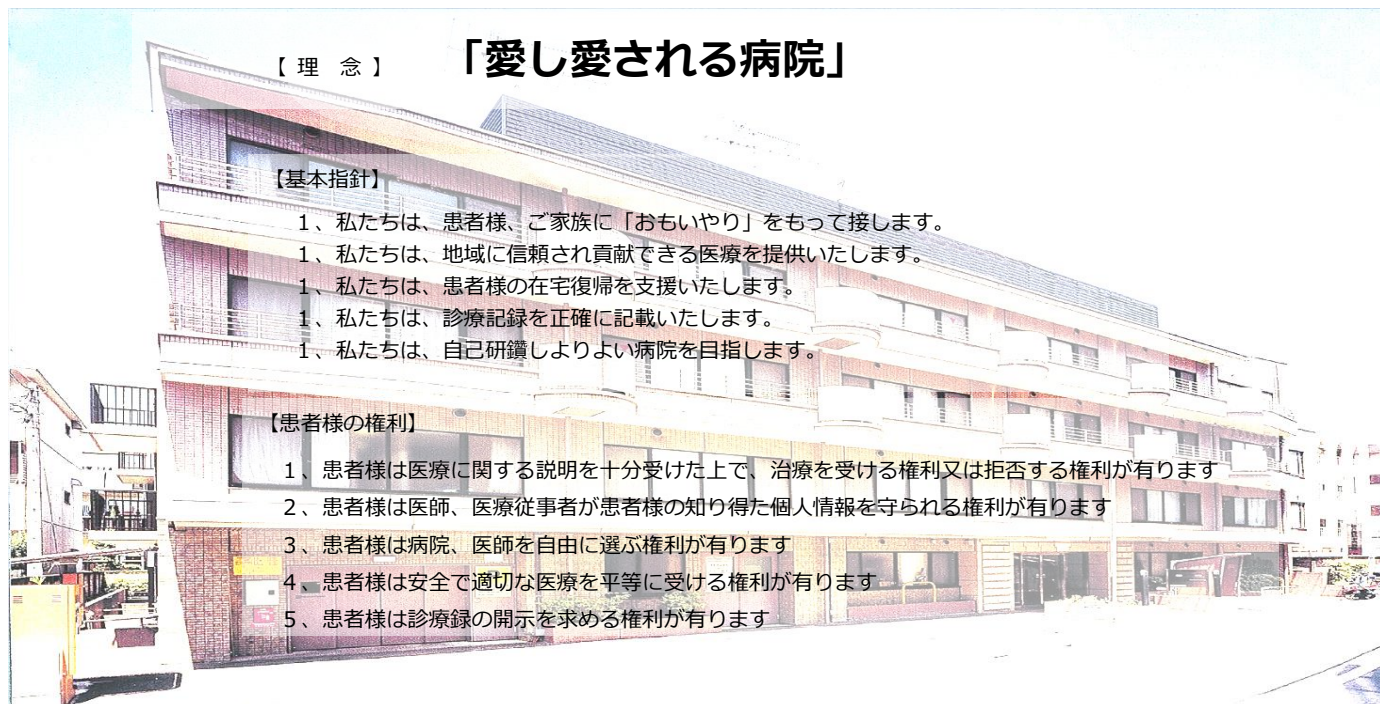 【 理　念 】　「愛し愛される病院」
【基本指針】
１、私たちは、患者様、ご家族に「おもいやり」をもって接します。
１、私たちは、地域に信頼され貢献できる医療を提供いたします。
１、私たちは、患者様の在宅復帰を支援いたします。
１、私たちは、診療記録を正確に記載いたします。
１、私たちは、自己研鑽しよりよい病院を目指します。
【患者様の権利】
１、患者様は医療に関する説明を十分受けた上で、治療を受ける権利又は拒否する権利が有ります
２、患者様は医師、医療従事者が患者様の知り得た個人情報を守られる権利が有ります
３、患者様は病院、医師を自由に選ぶ権利が有ります
４、患者様は安全で適切な医療を平等に受ける権利が有ります
５、患者様は診療録の開示を求める権利が有ります